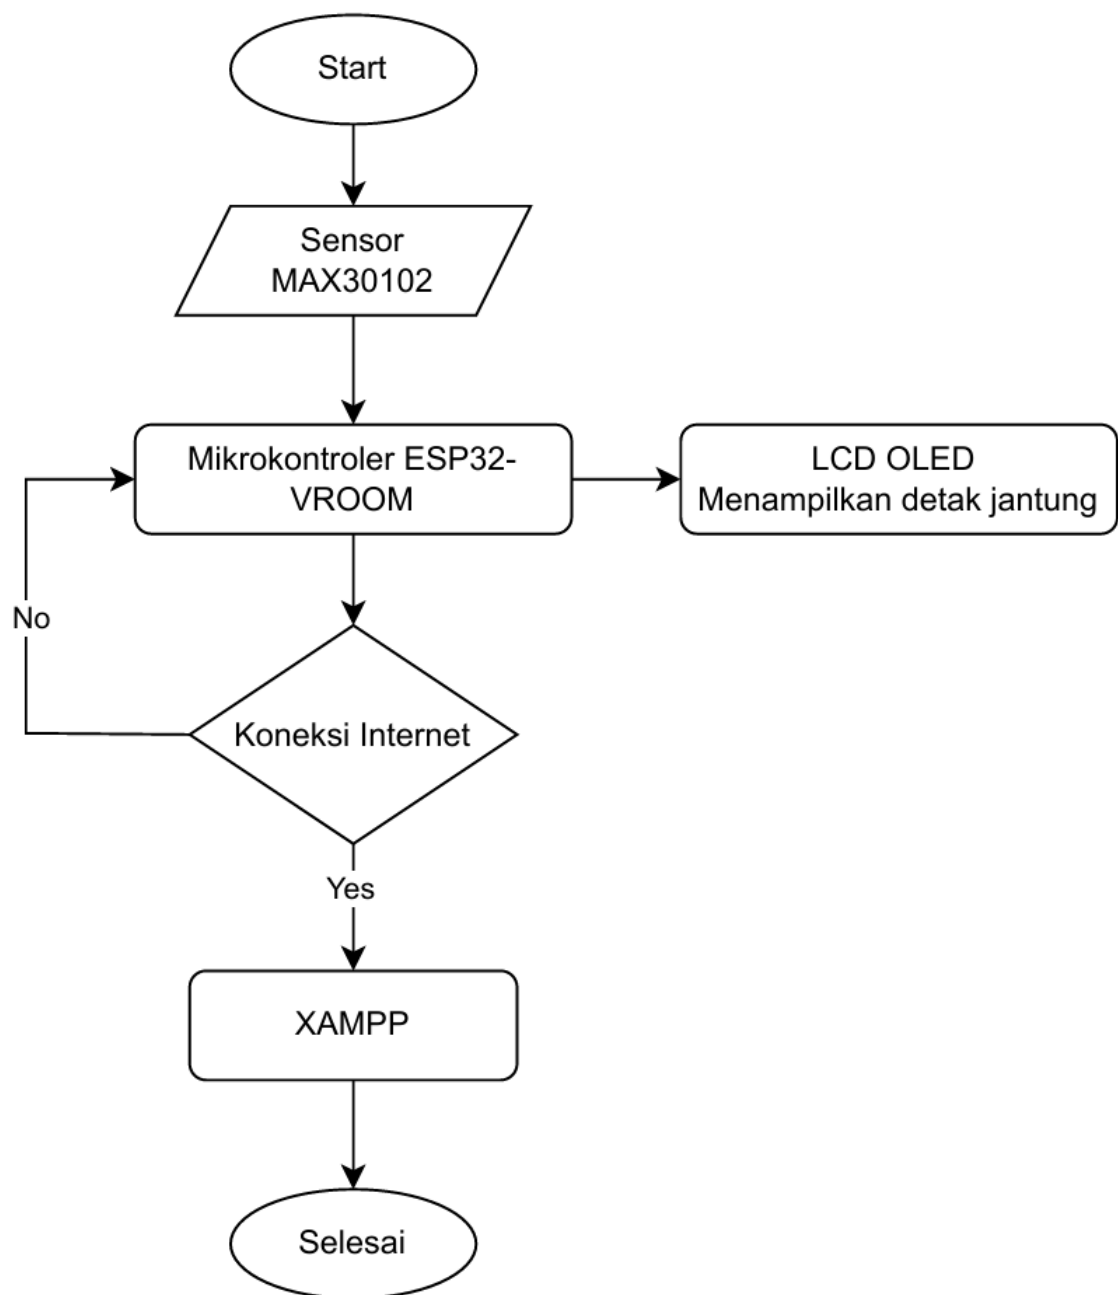 Start
Sensor
MAX30102
Mikrokontroler ESP32-
VROOM
LCD OLED
Menampilkan detak jantung
No
Koneksi Internet
Yes
XAMPP
Selesai